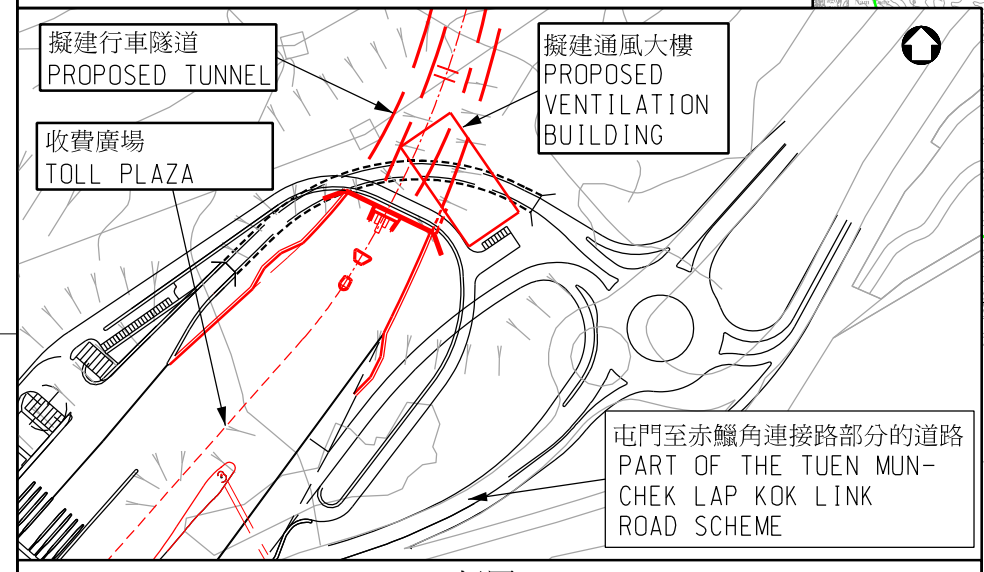 擬建行車隧道
PROPOSED TUNNEL
擬建通風大樓
PROPOSED
VENTILATION
BUILDING
收費廣場
TOLL PLAZA
屯門至赤鱲角連接路部分的道路
PART OF THE TUEN MUN-
CHEK LAP KOK LINK
ROAD SCHEME